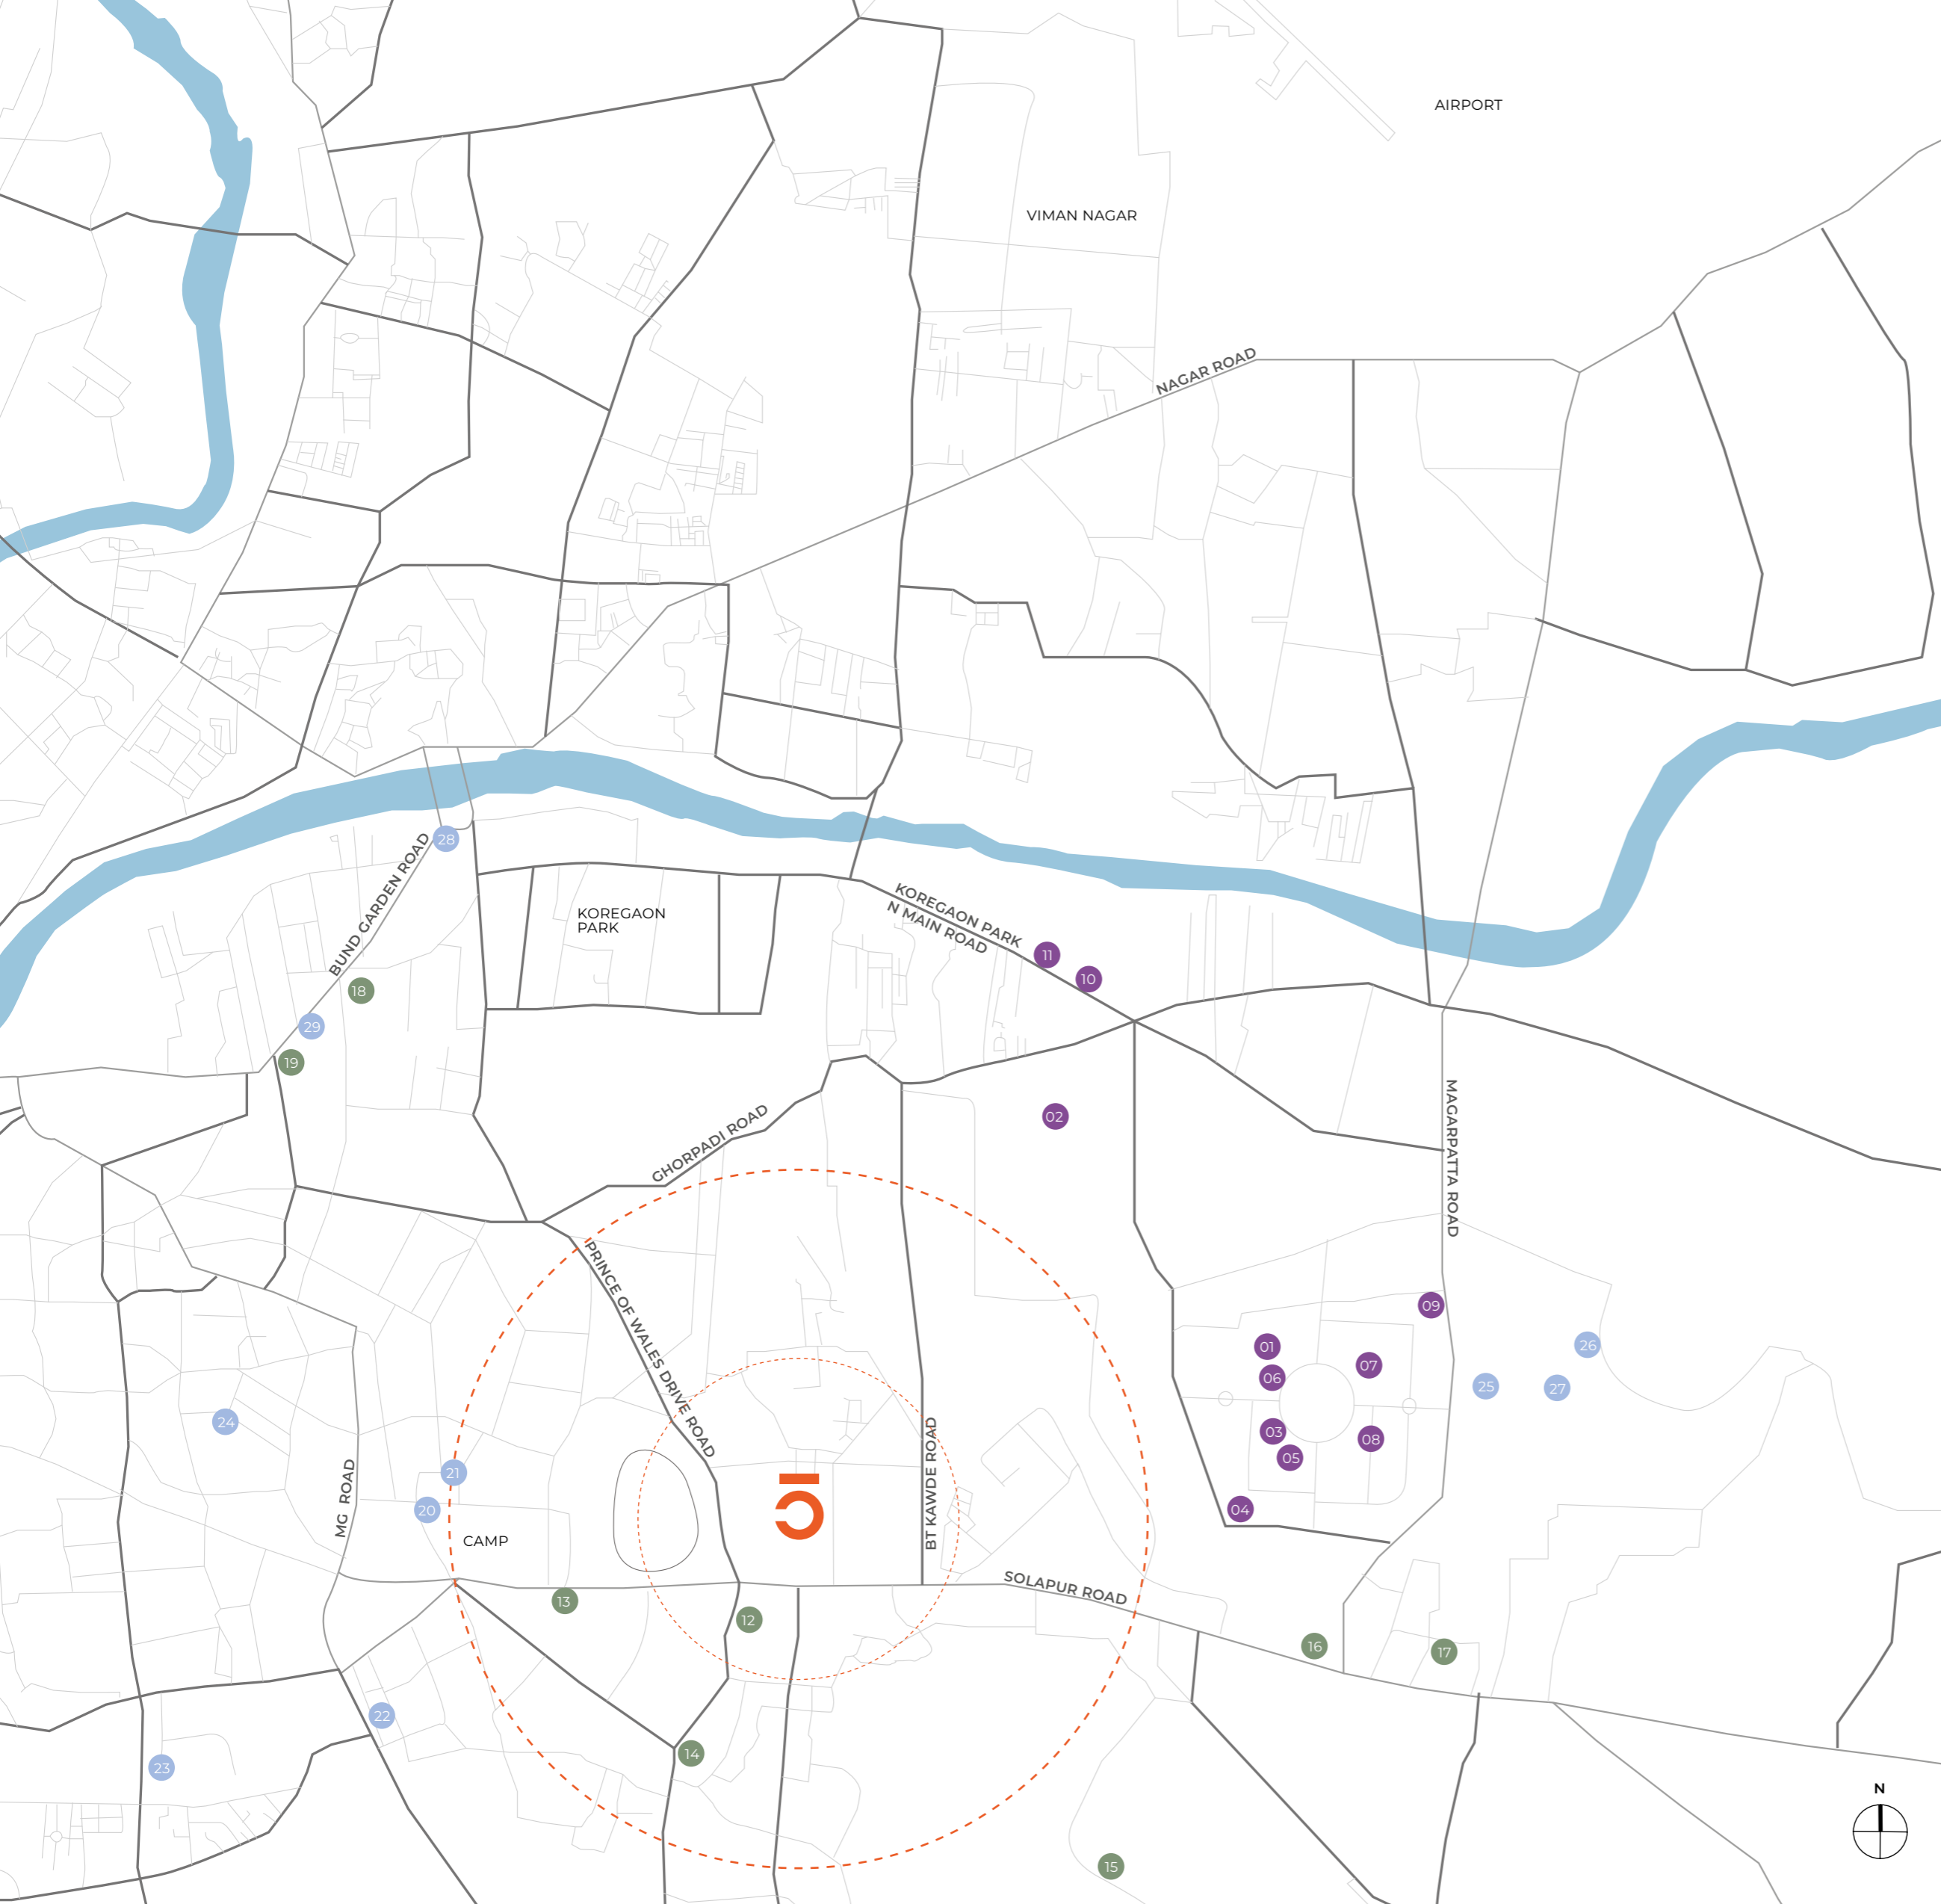 AIRPORT
VIMAN NAGAR
NAGAR ROAD
28
BUND GARDEN ROAD
KOREGAON
PARK
KOREGAON PARK
N MAIN ROAD
11
10
18
29
19
02
GHORPADI ROAD
MAGARPATTA ROAD
PRINCE OF WALES DRIVE ROAD
09
01
26
07
06
25
27
24
03
08
05
BT KAWDE ROAD
21
MG ROAD
20
04
CAMP
SOLAPUR ROAD
13
12
16
17
22
14
23
N
15